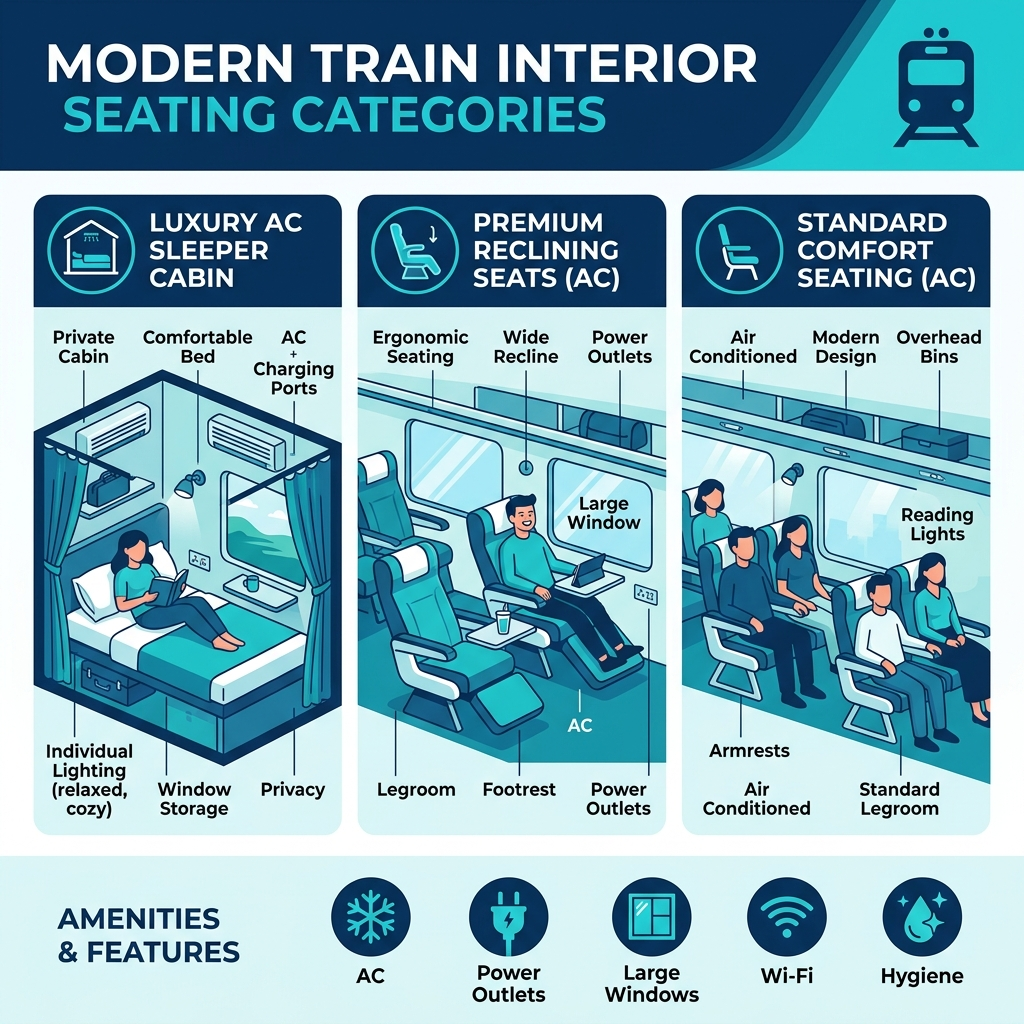 MODERN TRAIN INTERIOR
SEATING CATEGORIES
LUXURY AC
SLEEPER
CABIN
Private
Cabin
Comfortable
Bed
AC
+
Charging
Ports
Individual
Lighting
(relaxed,
cozy)
Window
Storage
Privacy
PREMIUM
RECLINING
SEATS (AC)
Ergonomic
Seating
Wide
Recline
Power
Outlets
Large
Window
AC
Legroom
Footrest
Power
Outlets
STANDARD
COMFORT
SEATING (AC)
Air
Conditioned
Modern
Design
Overhead
Bins
Reading
Lights
Armrests
Air
Conditioned
Standard
Legroom
AMENITIES
& FEATURES
AC
Power
Outlets
Large
Windows
Wi-Fi
Hygiene